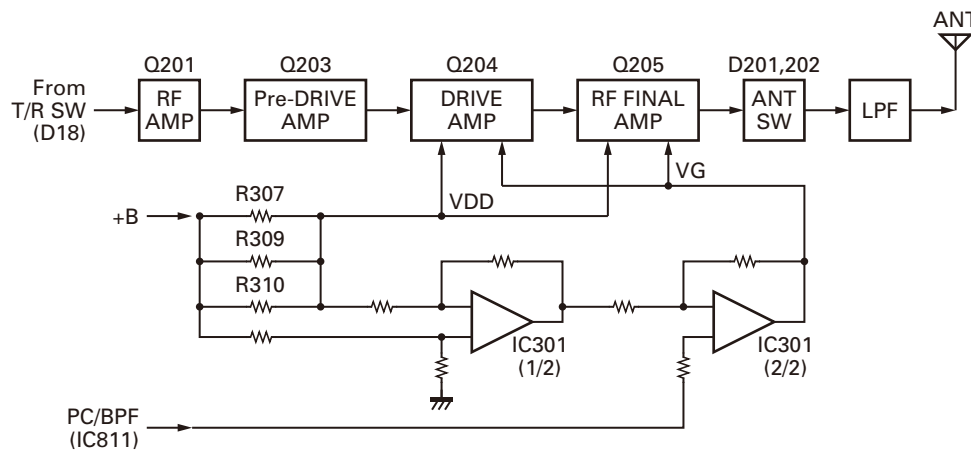 ANT
Q201
Q203
Q204
Q205
D201,202
From
T/R SW
(D18)
RF
AMP
Pre-DRIVE
AMP
DRIVE
AMP
RF FINAL
AMP
ANT
SW
LPF
VG
VDD
+B
R307
R309
R310
IC301
(1/2)
IC301
(2/2)
PC/BPF
(IC811)